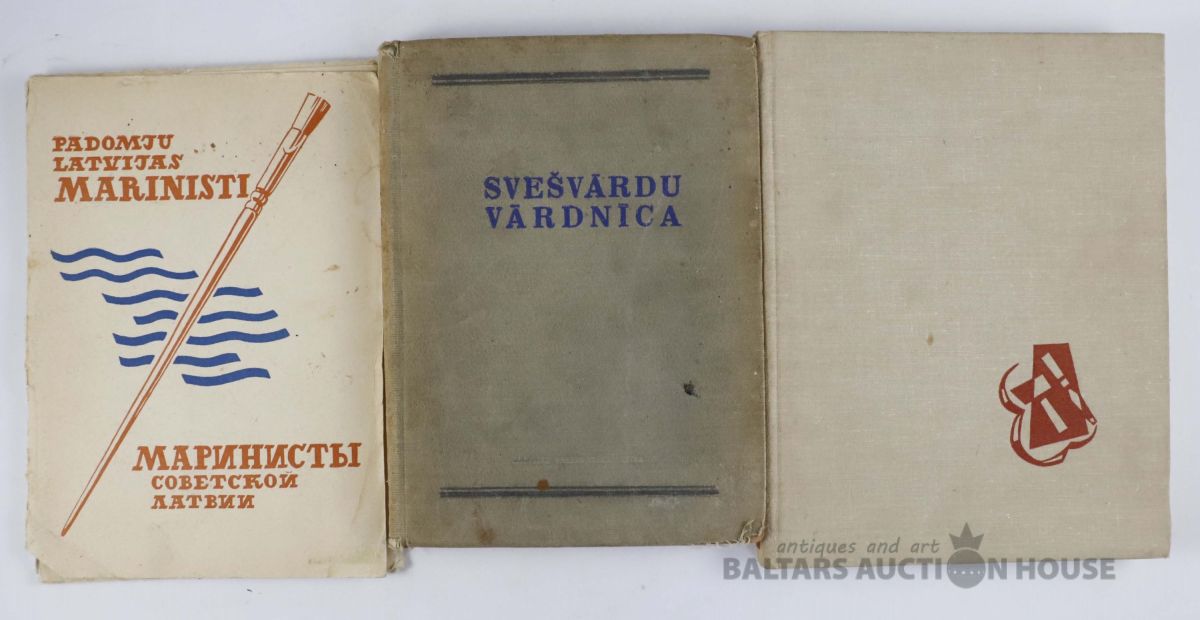 PADOMJU
LATVIJAS
MARINISTI
МАРИНИСТЫ
СОВЕТСКОЙ
ЛАТВИИ
SVEŠVĀRDU
VĀRDNĪCA
antiques and art
BALTARS AUCTION HOUSE